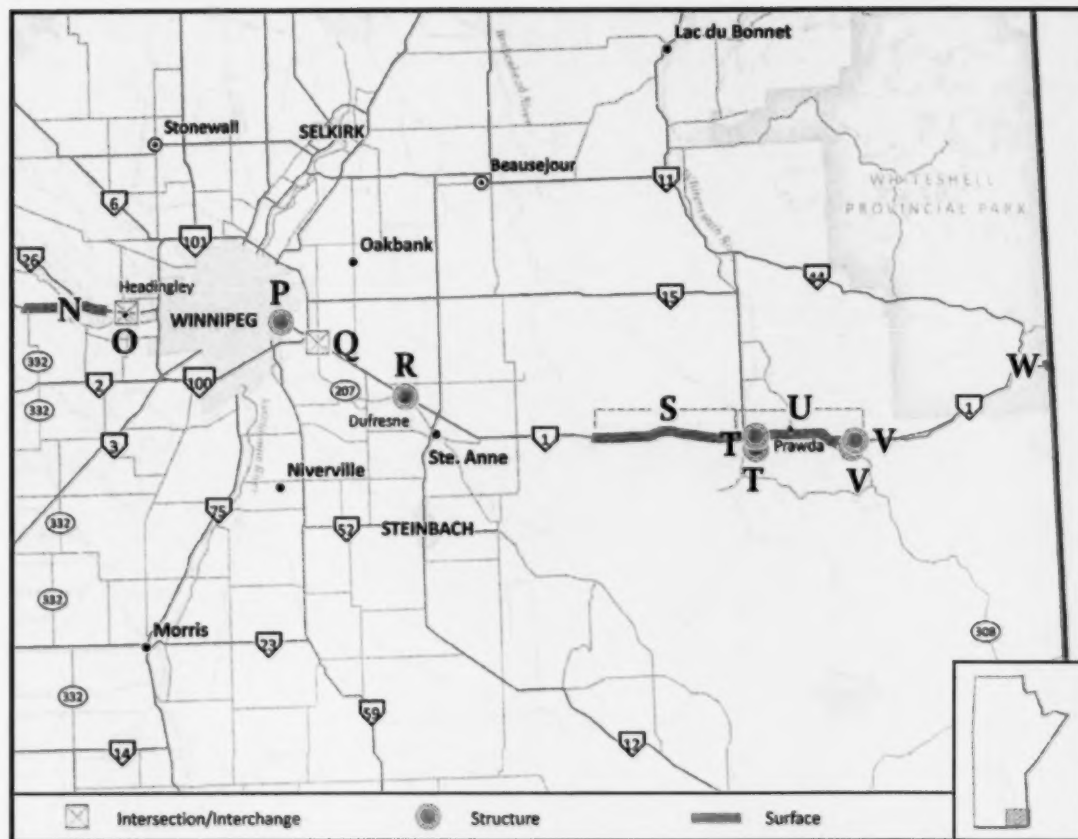 Lac du Bonnet
Stonewall
SELKIRK
Beausejour
11
WHITESHELL
PROVINCIAL PARK
6
101
Oakbank
26
Headingley
15
44
N
O
P
WINNIPEG
Q
R
W
332
2
100
207
S
U
1
332
3
Dufresne
1
T
Prawda
V
Ste. Anne
T
V
Niverville
75
332
52
STEINBACH
332
Morris
23
308
332
59
14
12
Intersection/Interchange
Structure
Surface